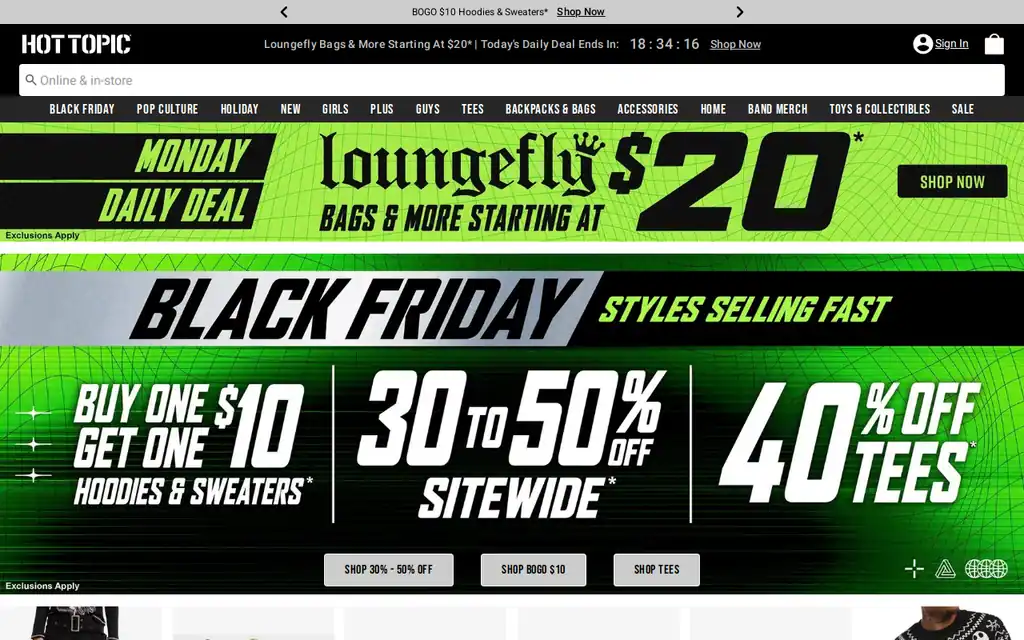 BOGO $10 Hoodies & Sweaters* Shop Now
HOT TOPIC
Loungefly Bags & More Starting At $20* | Today's Daily Deal Ends In: 18 : 34 : 16 Shop Now
Sign In
Online & in-store
BLACK FRIDAY POP CULTURE HOLIDAY NEW GIRLS PLUS GUYS TEES BACKPACKS & BAGS ACCESSORIES HOME BAND MERCH TOYS & COLLECTIBLES SALE
MONDAY
DAILY DEAL
Exclusions Apply
loungefly
BAGS & MORE STARTING AT
$20*
SHOP NOW
BLACK FRIDAY
STYLES SELLING FAST
BUY ONE
GET ONE
$10
HOODIES & SWEATERS*
30 TO 50% OFF
SITEWIDE*
40% OFF
TEES*
SHOP 30% - 50% OFF
SHOP BOGO $10
SHOP TEES
Exclusions Apply